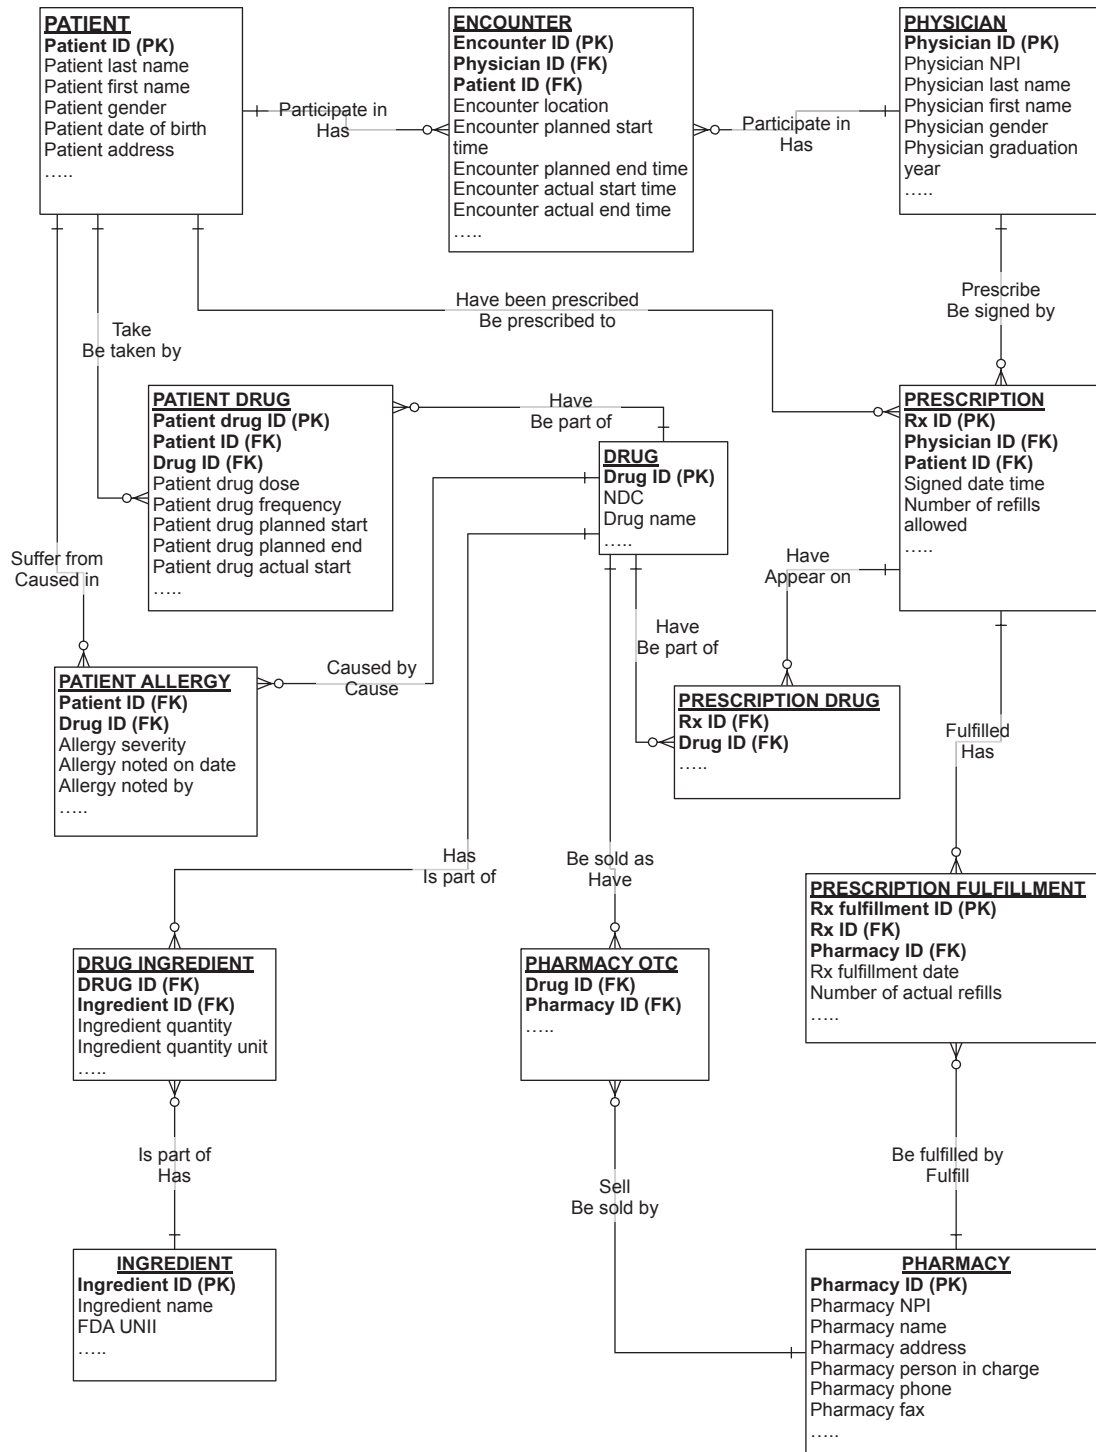 PATIENT
Patient ID (PK)
Patient last name
Patient first name
Patient gender
Patient date of birth
Patient address
…..
Participate in
Has
ENCOUNTER
Encounter ID (PK)
Physician ID (FK)
Patient ID (FK)
Encounter location
Encounter planned start
time
Encounter planned end time
Encounter actual start time
Encounter actual end time
…..
Participate in
Has
PHYSICIAN
Physician ID (PK)
Physician NPI
Physician last name
Physician first name
Physician gender
Physician graduation
year
…..
Take
Be taken by
Have been prescribed
Be prescribed to
Prescribe
Be signed by
PATIENT DRUG
Patient drug ID (PK)
Patient ID (FK)
Drug ID (FK)
Patient drug dose
Patient drug frequency
Patient drug planned start
Patient drug planned end
Patient drug actual start
…..
Have
Be part of
DRUG
Drug ID (PK)
NDC
Drug name
…..
PRESCRIPTION
Rx ID (PK)
Physician ID (FK)
Patient ID (FK)
Signed date time
Number of refills
allowed
…..
Suffer from
Caused in
Have
Appear on
Have
Be part of
PATIENT ALLERGY
Patient ID (FK)
Drug ID (FK)
Allergy severity
Allergy noted on date
Allergy noted by
…..
Caused by
Cause
PRESCRIPTION DRUG
Rx ID (FK)
Drug ID (FK)
…..
Fulfilled
Has
Has
Is part of
Be sold as
Have
PRESCRIPTION FULFILLMENT
Rx fulfillment ID (PK)
Rx ID (FK)
Pharmacy ID (FK)
Rx fulfillment date
Number of actual refills
…..
DRUG INGREDIENT
DRUG ID (FK)
Ingredient ID (FK)
Ingredient quantity
Ingredient quantity unit
…..
PHARMACY OTC
Drug ID (FK)
Pharmacy ID (FK)
…..
Is part of
Has
Sell
Be sold by
Be fulfilled by
Fulfill
INGREDIENT
Ingredient ID (PK)
Ingredient name
FDA UNII
…..
PHARMACY
Pharmacy ID (PK)
Pharmacy NPI
Pharmacy name
Pharmacy address
Pharmacy person in charge
Pharmacy phone
Pharmacy fax
…..